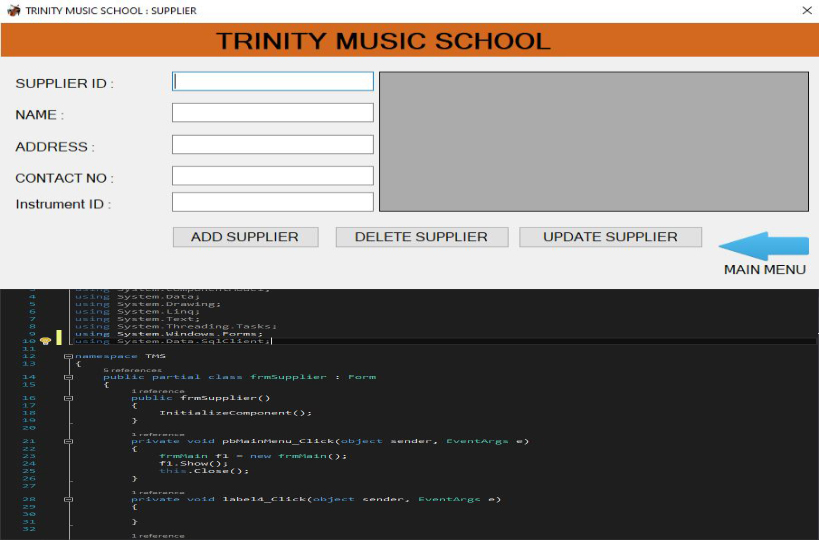 TRINITY MUSIC SCHOOL : SUPPLIER
TRINITY MUSIC SCHOOL
SUPPLIER ID :
NAME :
ADDRESS :
CONTACT NO :
Instrument ID :
ADD SUPPLIER DELETE SUPPLIER UPDATE SUPPLIER
MAIN MENU
3 using System.ComponentModel;
4 using System.Data;
5 using System.Drawing;
6 using System.Linq;
7 using System.Text;
8 using System.Threading.Tasks;
9 using System.Windows.Forms;
10 using System.Data.SqlClient;
11
12 namespace TMS
13 {
5 references
14 public partial class frmSupplier : Form
15 {
1 reference
16 public frmSupplier()
17 {
18 InitializeComponent();
19 }
20
1 reference
21 private void pbMainMenu_Click(object sender, EventArgs e)
22 {
23 frmMain f1 = new frmMain();
24 f1.Show();
25 this.Close();
26 }
27
1 reference
28 private void label4_Click(object sender, EventArgs e)
29 {
30
31 }
32
1 reference